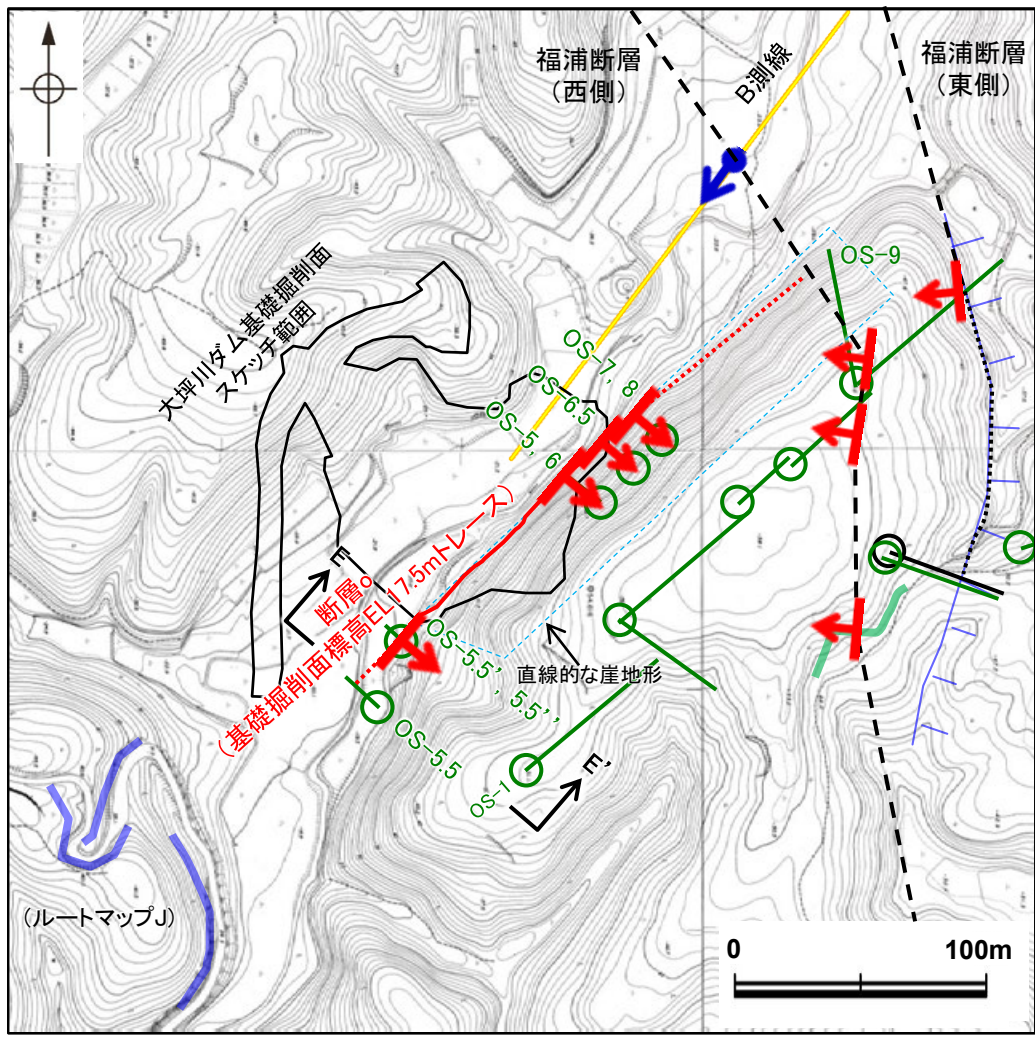 福浦断層
（西側）
B測線
福浦断層
（東側）
大坪川ダム基礎掘削面
スケッチ範囲
OS-9
OS-7, 8
OS-6.5
OS-5, 6
E
断層o
（基礎掘削面標高EL17.5mトレース）
OS-5.5', 5.5''
直線的な崖地形
OS-5.5
OS-1
E'
（ルートマップJ）
0
100m